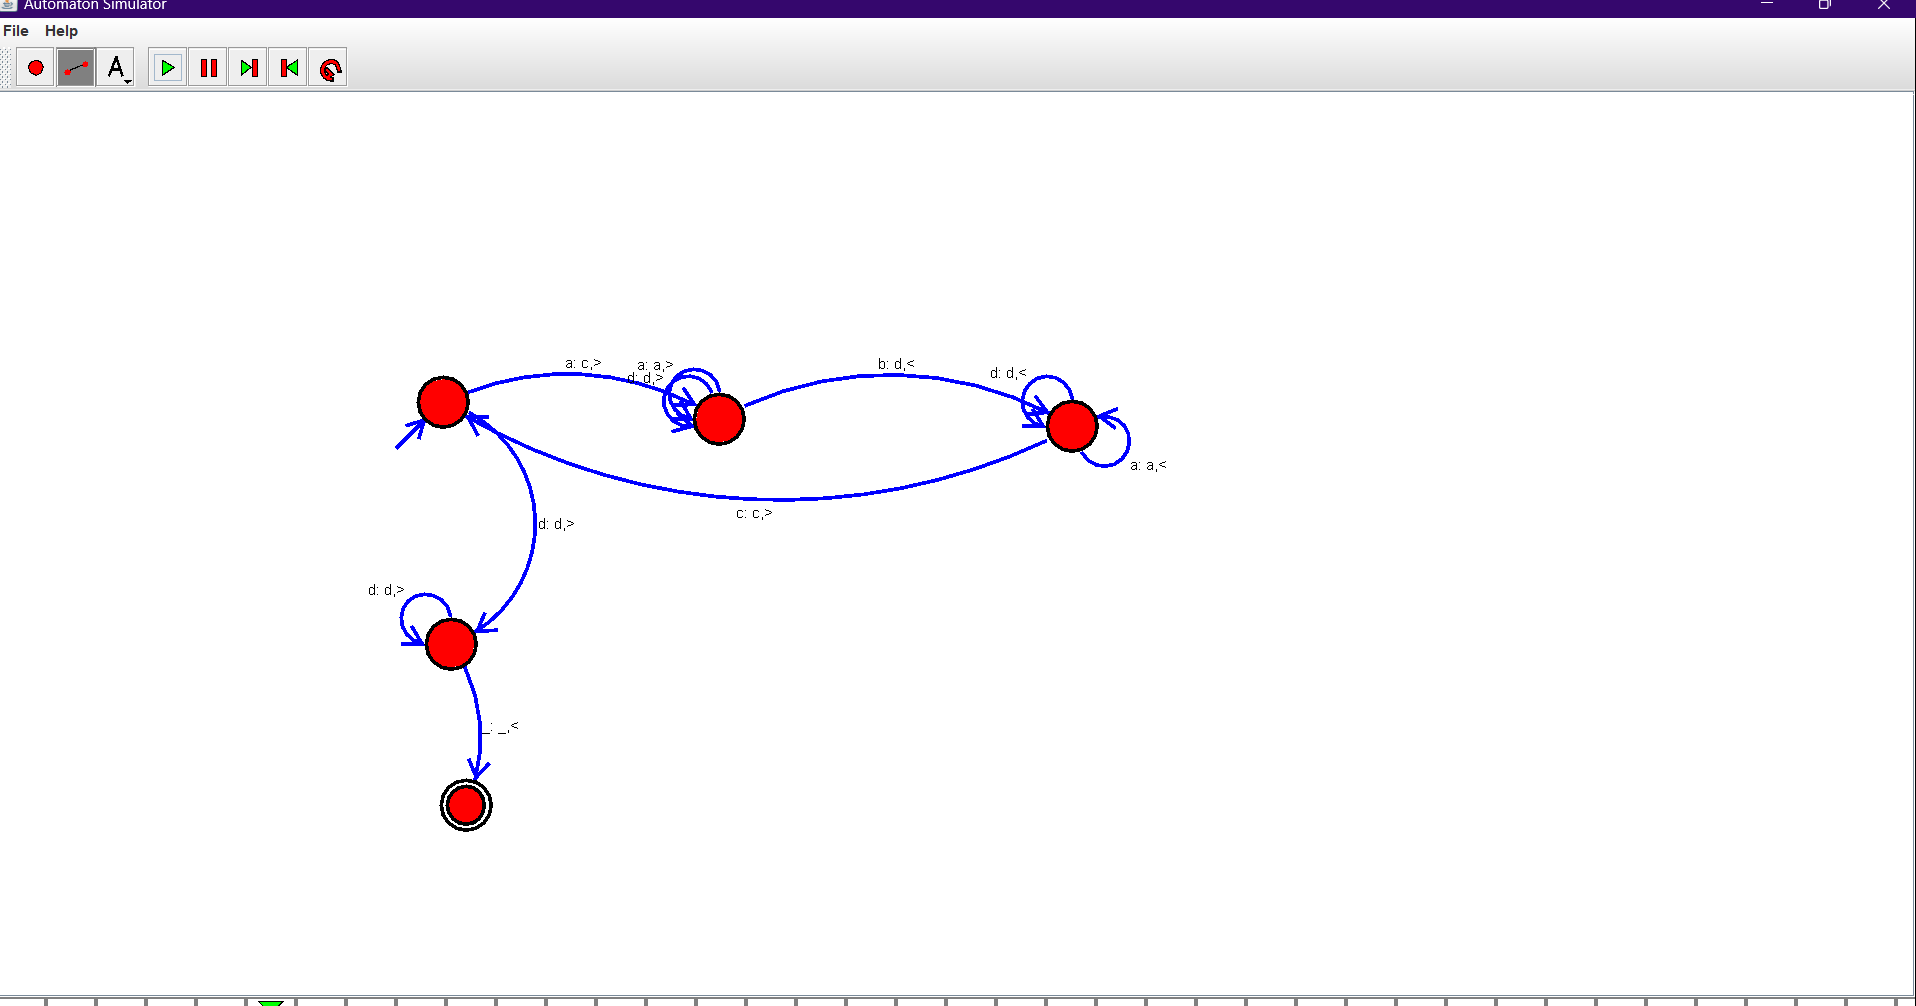 Automaton Simulator
File Help
A
a: c,>
a: a,>
d: d,>
b: d,<
d: d,<
a: a,<
c: c,>
d: d,>
d: d,>
_: _,<